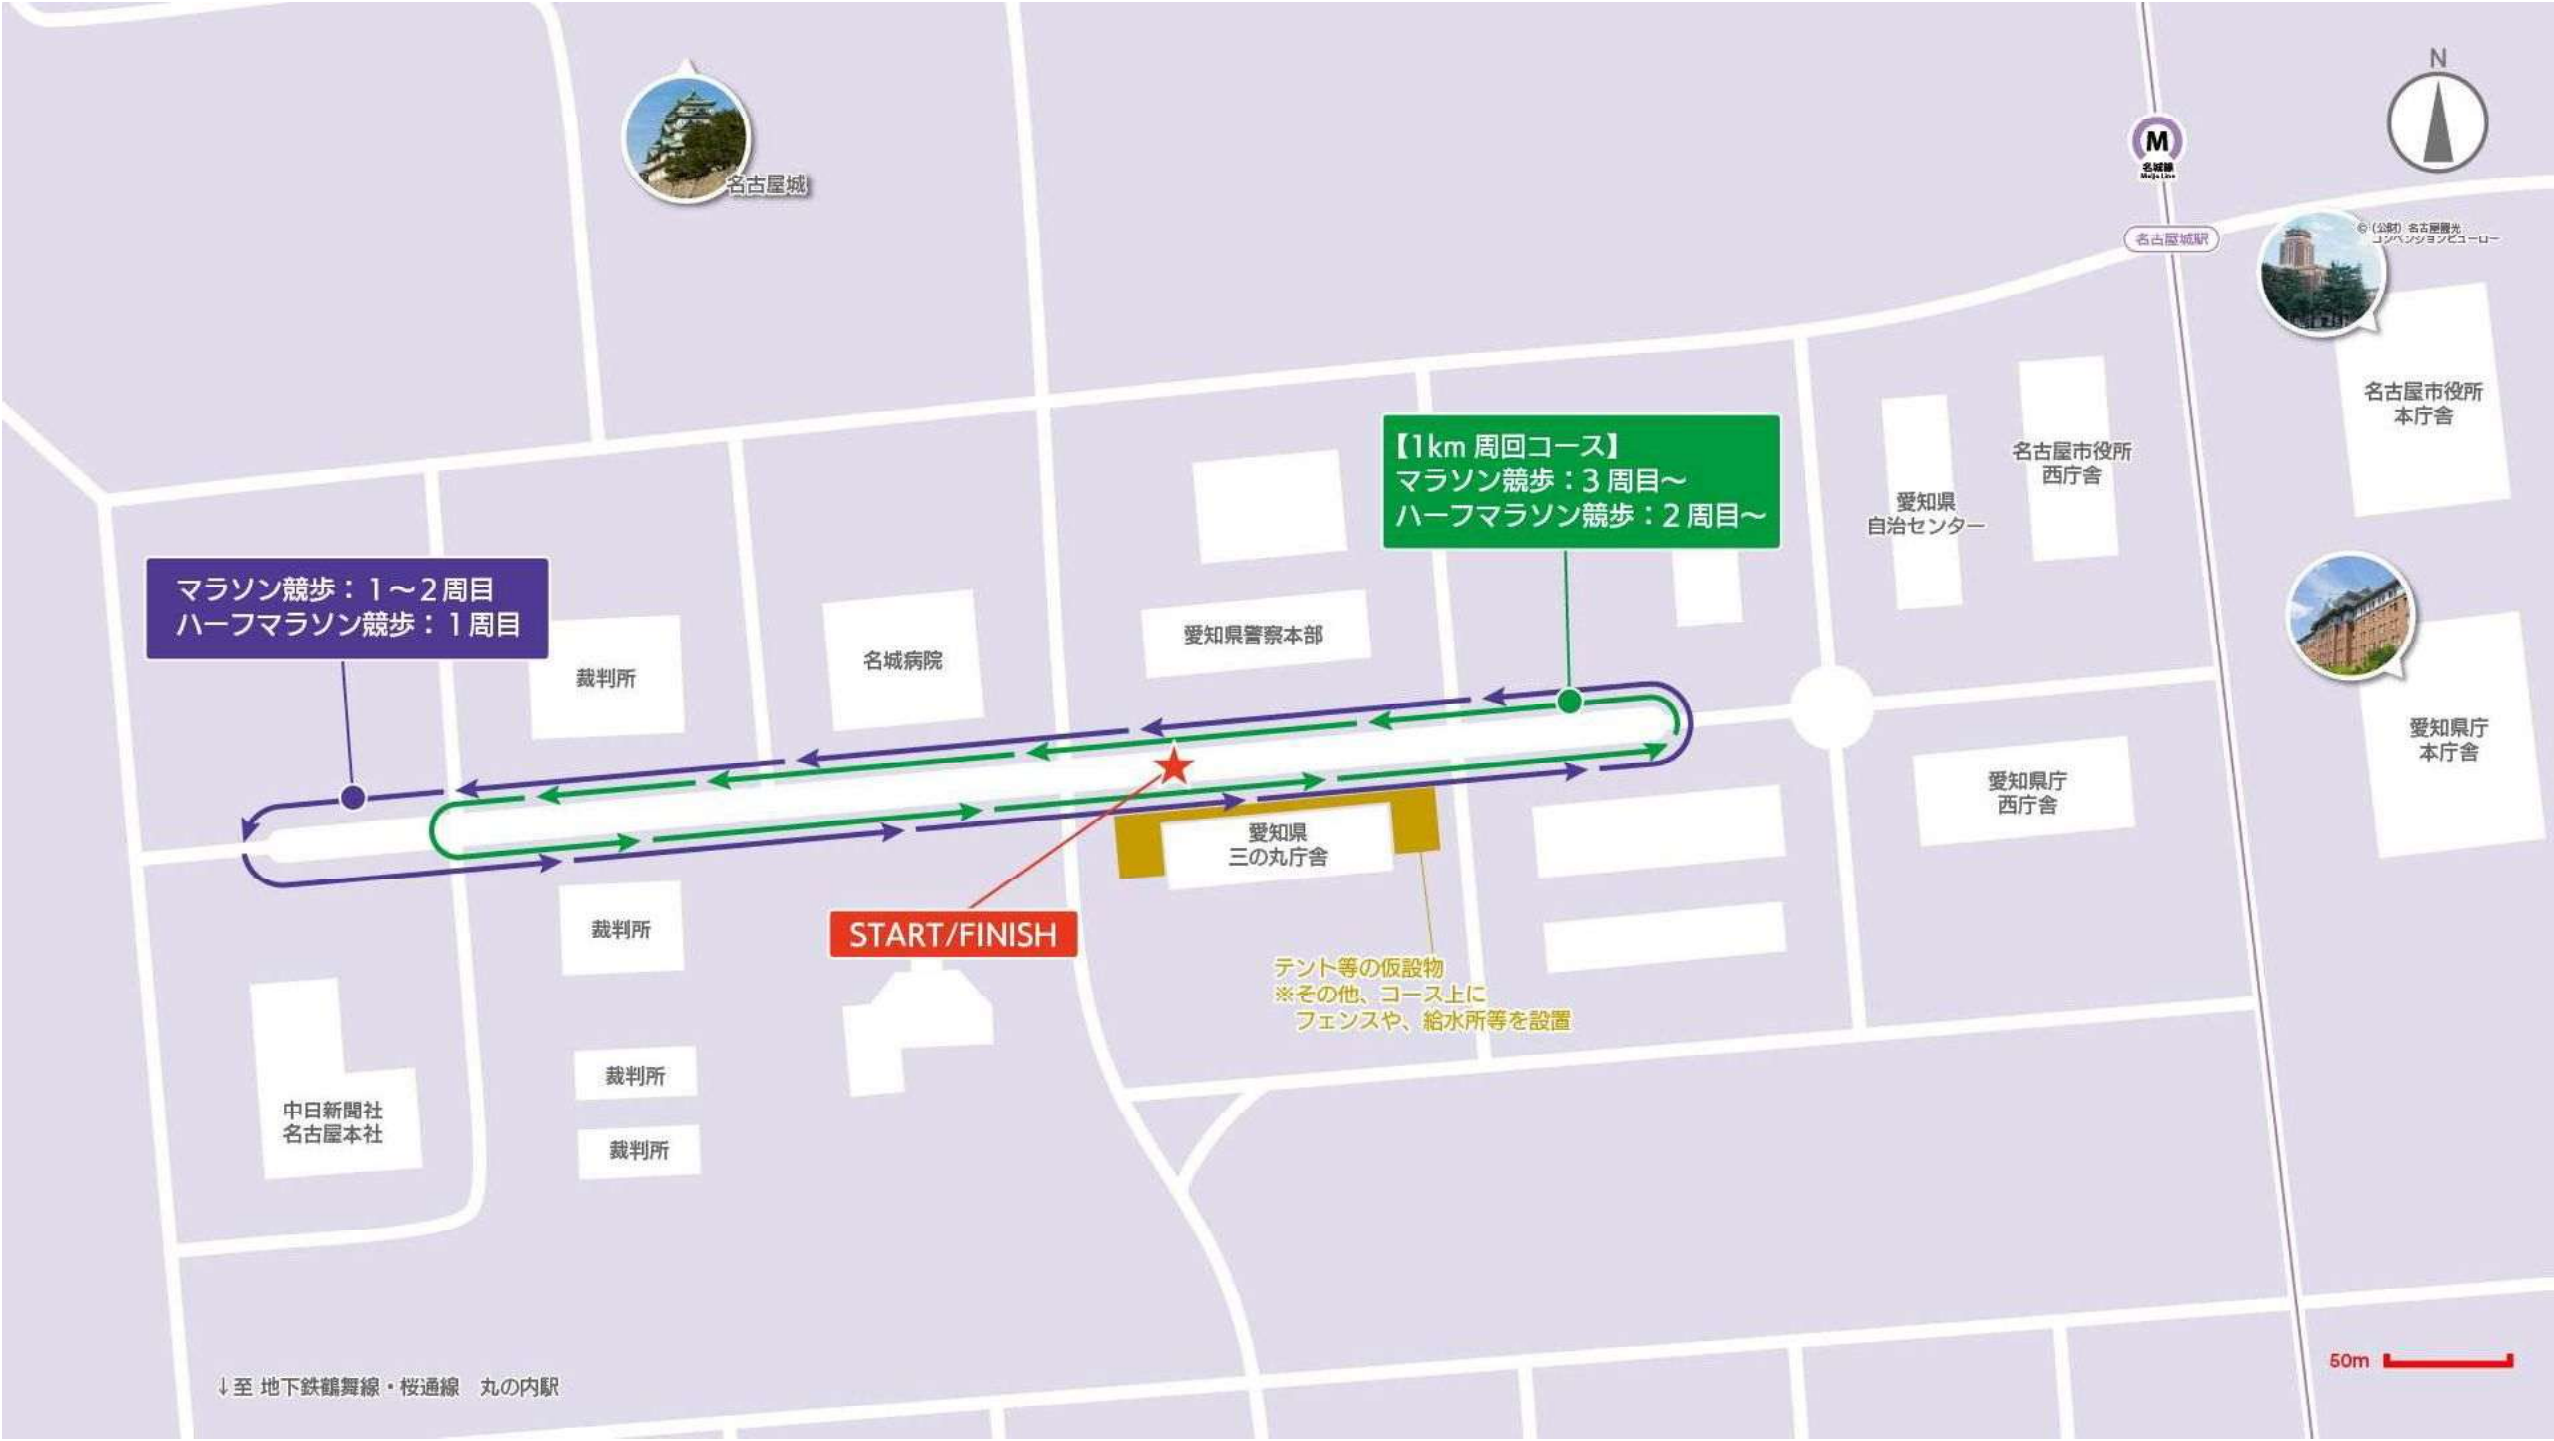 N
M
名城線
Meijo Line
名古屋城
名古屋城駅
©(公財) 名古屋観光
コンベンションビューロー
名古屋市役所
本庁舎
【1km 周回コース】
マラソン競歩：3 周目〜
ハーフマラソン競歩：2 周目〜
名古屋市役所
西庁舎
愛知県
自治センター
マラソン競歩：1〜2周目
ハーフマラソン競歩：1周目
裁判所
名城病院
愛知県警察本部
愛知県庁
本庁舎
愛知県庁
西庁舎
愛知県
三の丸庁舎
裁判所
START/FINISH
テント等の仮設物
※その他、コース上に
フェンスや、給水所等を設置
裁判所
中日新聞社
名古屋本社
裁判所
50m
↓至 地下鉄鶴舞線・桜通線　丸の内駅